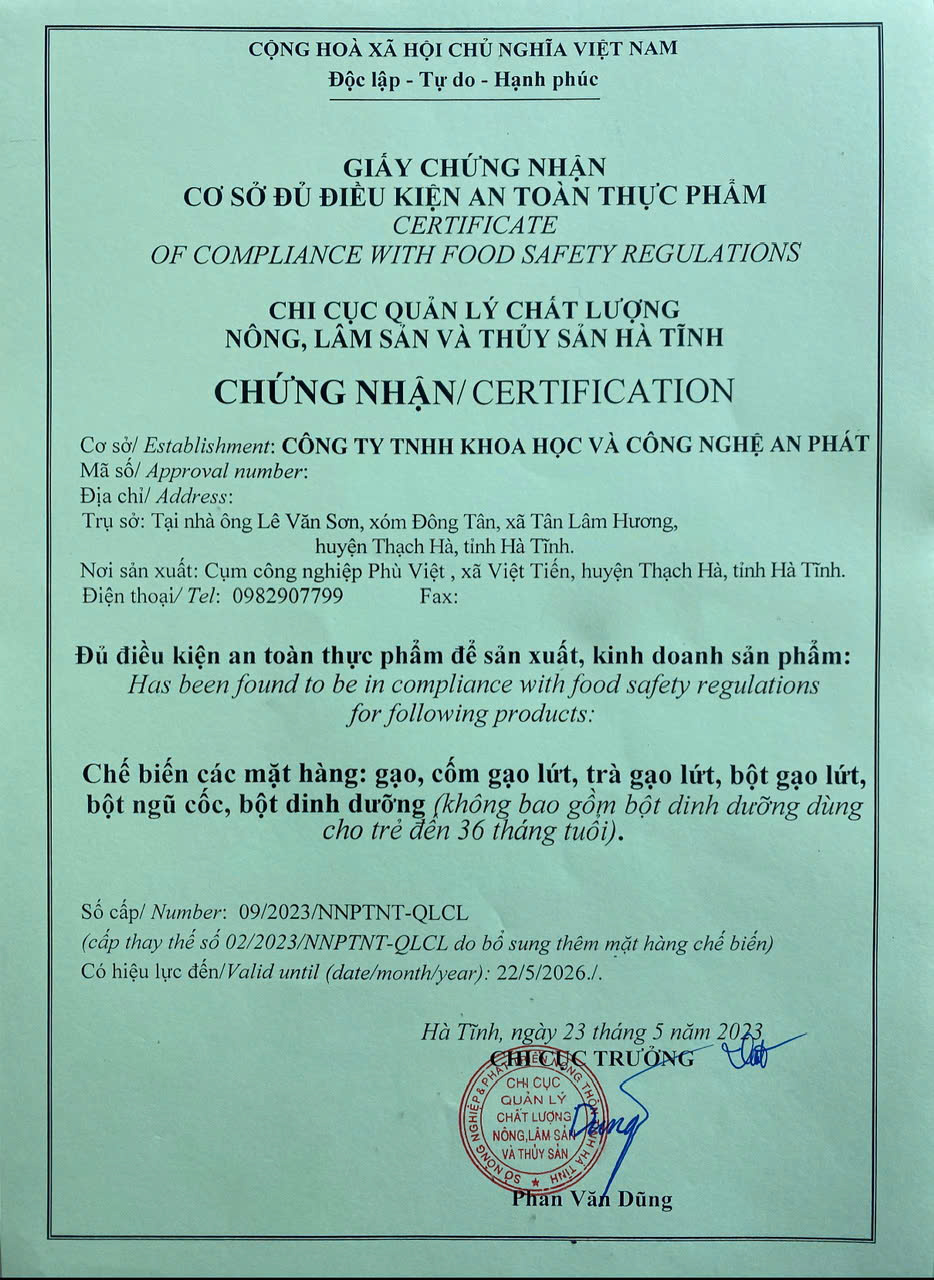 CỘNG HOÀ XÃ HỘI CHỦ NGHĨA VIỆT NAM
Độc lập - Tự do - Hạnh phúc
GIẤY CHỨNG NHẬN
CƠ SỞ ĐỦ ĐIỀU KIỆN AN TOÀN THỰC PHẨM
CERTIFICATE
OF COMPLIANCE WITH FOOD SAFETY REGULATIONS
CHI CỤC QUẢN LÝ CHẤT LƯỢNG
NÔNG, LÂM SẢN VÀ THỦY SẢN HÀ TĨNH
CHỨNG NHẬN/ CERTIFICATION
Cơ sở/ Establishment: CÔNG TY TNHH KHOA HỌC VÀ CÔNG NGHỆ AN PHÁT
Mã số/ Approval number:
Địa chỉ/ Address:
Trụ sở: Tại nhà ông Lê Văn Sơn, xóm Đông Tân, xã Tân Lâm Hương,
huyện Thạch Hà, tỉnh Hà Tĩnh.
Nơi sản xuất: Cụm công nghiệp Phù Việt , xã Việt Tiến, huyện Thạch Hà, tỉnh Hà Tĩnh.
Điện thoại/ Tel: 0982907799 Fax:
Đủ điều kiện an toàn thực phẩm để sản xuất, kinh doanh sản phẩm:
Has been found to be in compliance with food safety regulations
for following products:
Chế biến các mặt hàng: gạo, cốm gạo lứt, trà gạo lứt, bột gạo lứt,
bột ngũ cốc, bột dinh dưỡng (không bao gồm bột dinh dưỡng dùng
cho trẻ đến 36 tháng tuổi).
Số cấp/ Number: 09/2023/NNPTNT-QLCL
(cấp thay thế số 02/2023/NNPTNT-QLCL do bổ sung thêm mặt hàng chế biến)
Có hiệu lực đến/Valid until (date/month/year): 22/5/2026./.
Hà Tĩnh, ngày 23 tháng 5 năm 2023
CHI CỤC TRƯỞNG
CHI CỤC
QUẢN LÝ
CHẤT LƯỢNG
NÔNG,LÂM SẢN
VÀ THỦY SẢN
Dung
Phan Văn Dũng